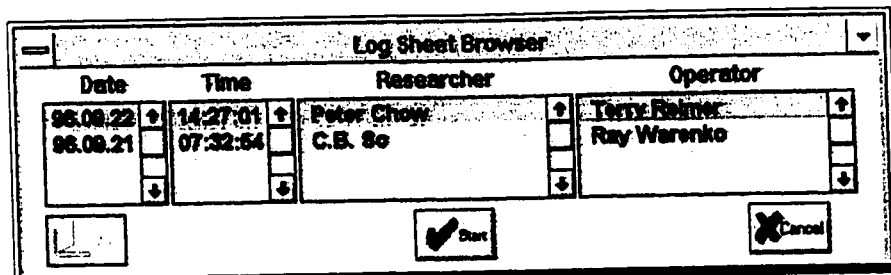 Log Sheet Browser
Date Time Researcher Operator
96.09.22 14:27:01 Peter Chow Terry Reimer
96.09.21 07:32:54 C.B. So Ray Warenko
Start Cancel